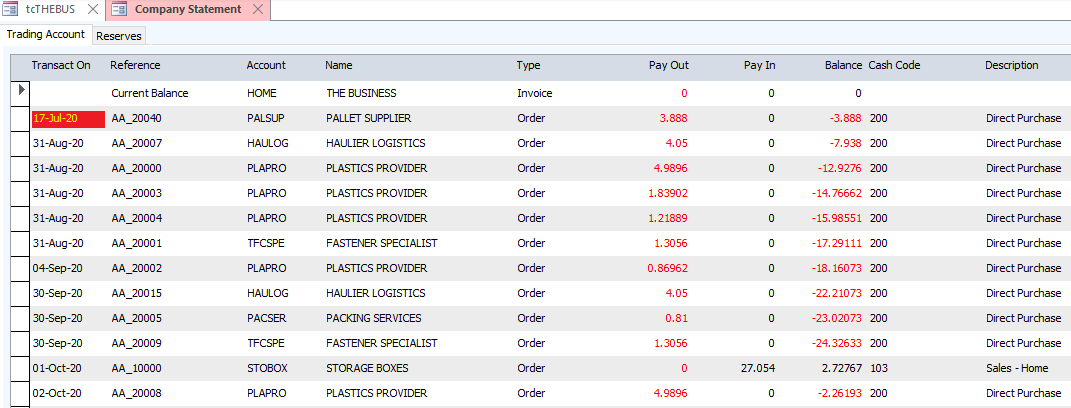 tcTHEBUS Company Statement
Trading Account Reserves
Transact On Reference Account Name Type Pay Out Pay In Balance Cash Code Description
Current Balance HOME THE BUSINESS Invoice 0 0 0
17-Jul-20 AA_20040 PALSUP PALLET SUPPLIER Order 3.888 0 -3.888 200 Direct Purchase
31-Aug-20 AA_20007 HAULOG HAULIER LOGISTICS Order 4.05 0 -7.938 200 Direct Purchase
31-Aug-20 AA_20000 PLAPRO PLASTICS PROVIDER Order 4.9896 0 -12.9276 200 Direct Purchase
31-Aug-20 AA_20003 PLAPRO PLASTICS PROVIDER Order 1.83902 0 -14.76662 200 Direct Purchase
31-Aug-20 AA_20004 PLAPRO PLASTICS PROVIDER Order 1.21889 0 -15.98551 200 Direct Purchase
31-Aug-20 AA_20001 TFCSPE FASTENER SPECIALIST Order 1.3056 0 -17.29111 200 Direct Purchase
04-Sep-20 AA_20002 PLAPRO PLASTICS PROVIDER Order 0.86962 0 -18.16073 200 Direct Purchase
30-Sep-20 AA_20015 HAULOG HAULIER LOGISTICS Order 4.05 0 -22.21073 200 Direct Purchase
30-Sep-20 AA_20005 PACSER PACKING SERVICES Order 0.81 0 -23.02073 200 Direct Purchase
30-Sep-20 AA_20009 TFCSPE FASTENER SPECIALIST Order 1.3056 0 -24.32633 200 Direct Purchase
01-Oct-20 AA_10000 STOBOX STORAGE BOXES Order 0 27.054 2.72767 103 Sales - Home
02-Oct-20 AA_20008 PLAPRO PLASTICS PROVIDER Order 4.9896 0 -2.26193 200 Direct Purchase